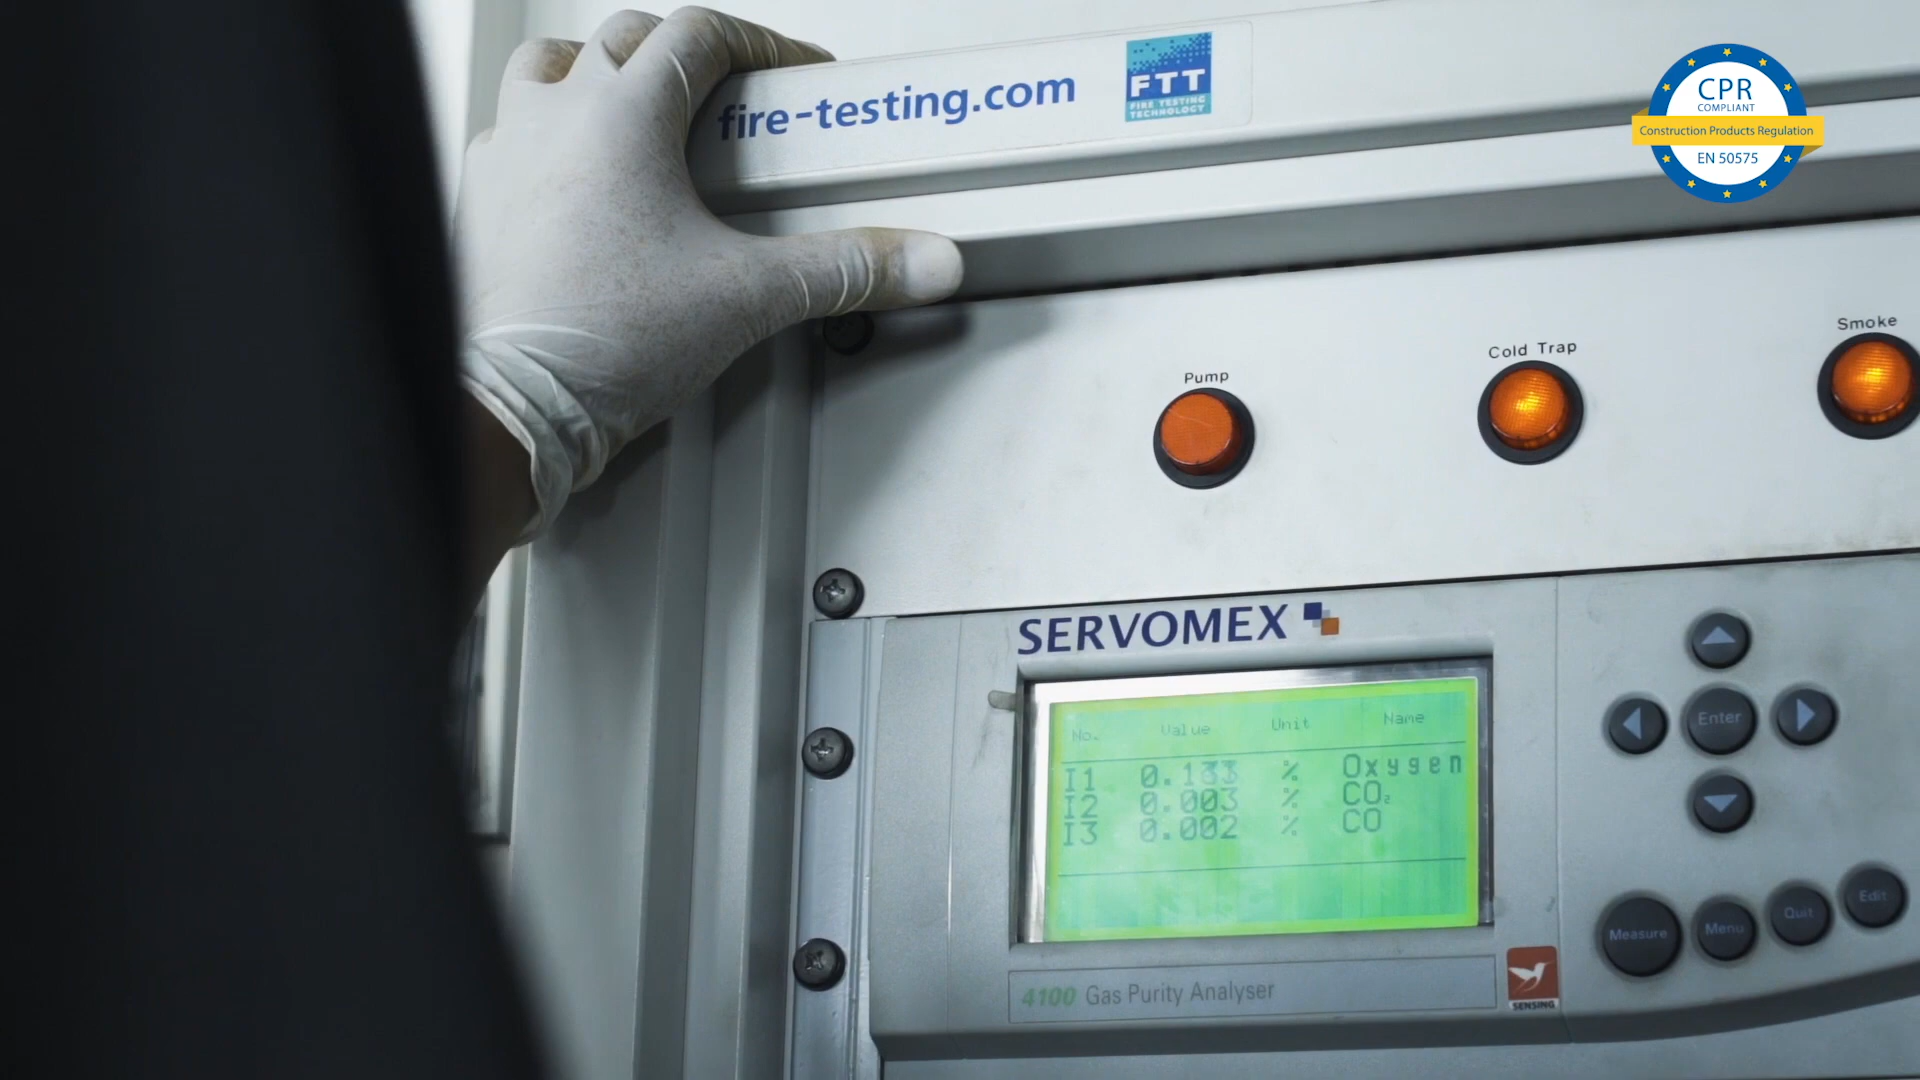 fire-testing.com
FTT
FIRE TESTING
TECHNOLOGY
CPR
COMPLIANT
Construction Products Regulation
EN 50575
Smoke
Cold Trap
Pump
SERVOMEX
No. Value Unit Name
I1 % Oxygen
I2 0.003 % CO₂
I3 0.002 % CO
Enter
Measure
Menu
Quit
Edit
4100 Gas Purity Analyser
SENSING